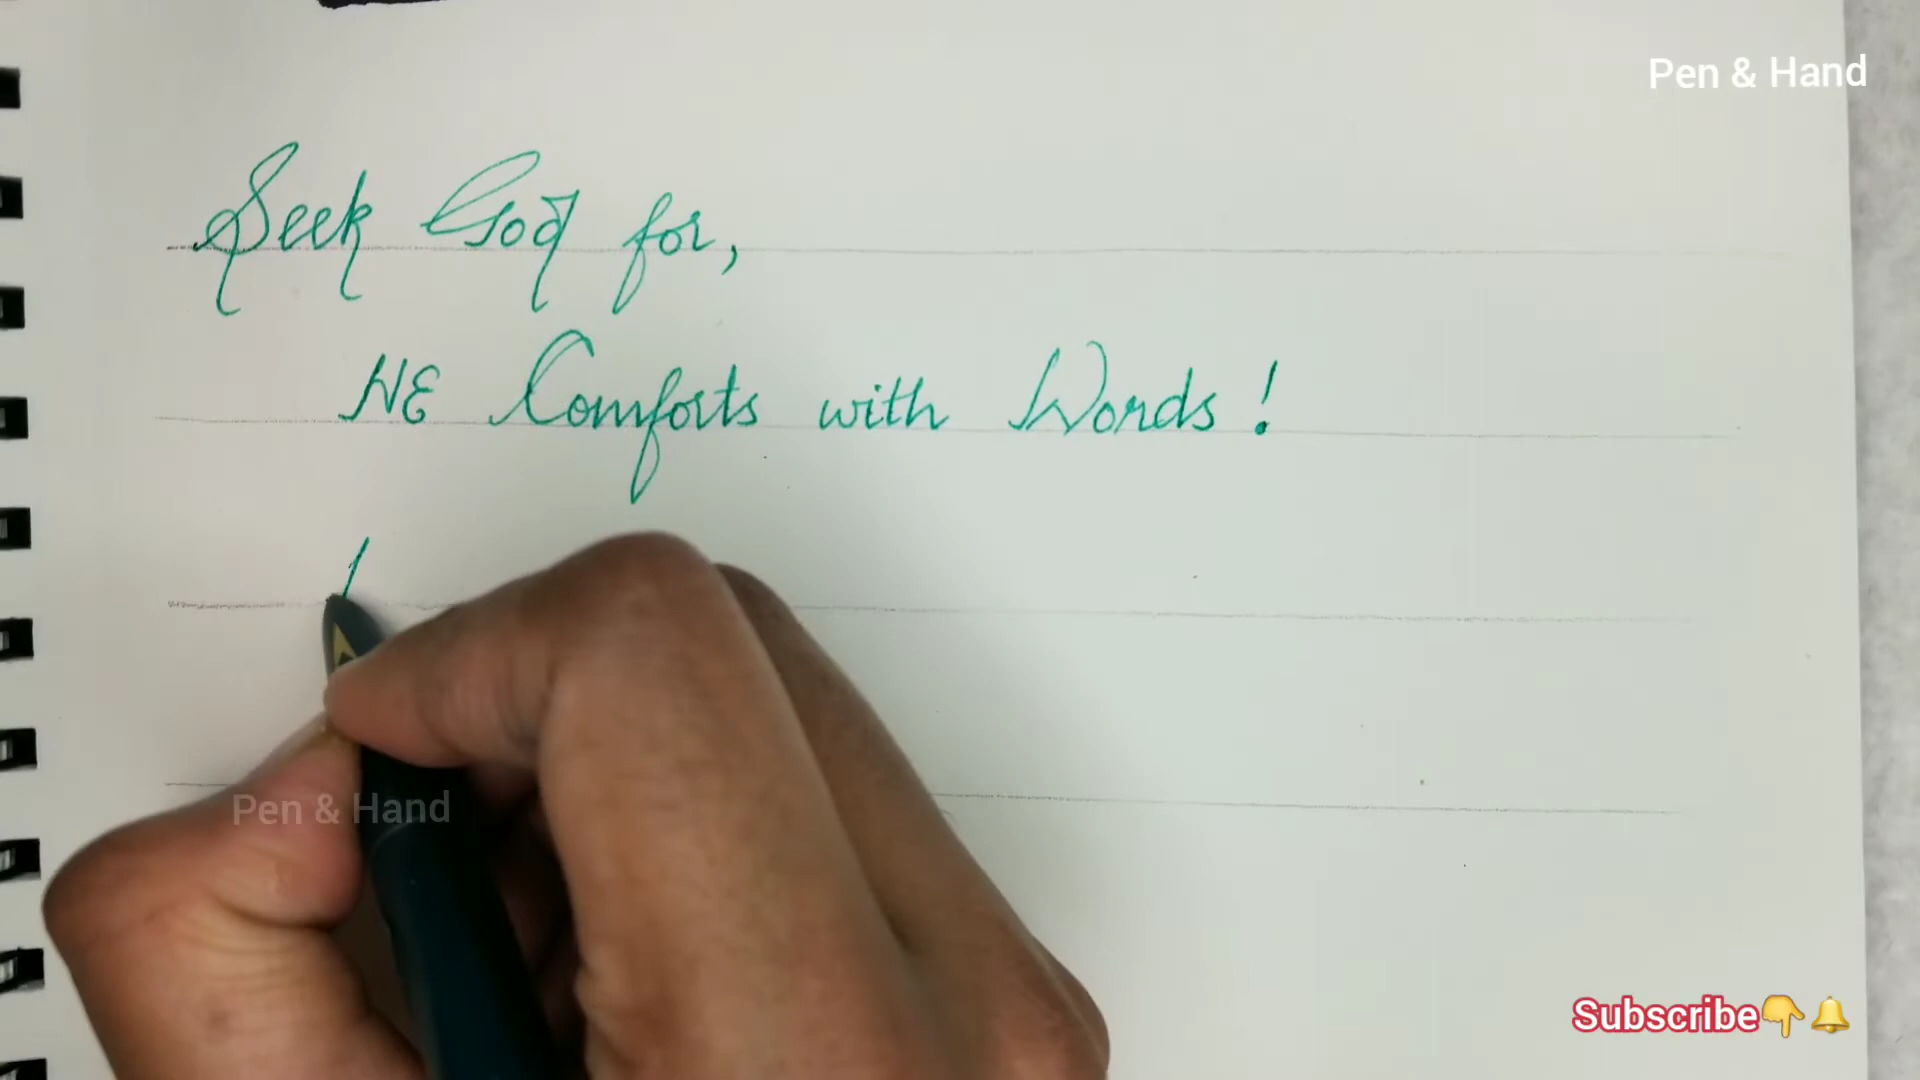 Pen & Hand
Seek God for,
HE Comforts with Words !
Pen & Hand
Subscribe👇🔔